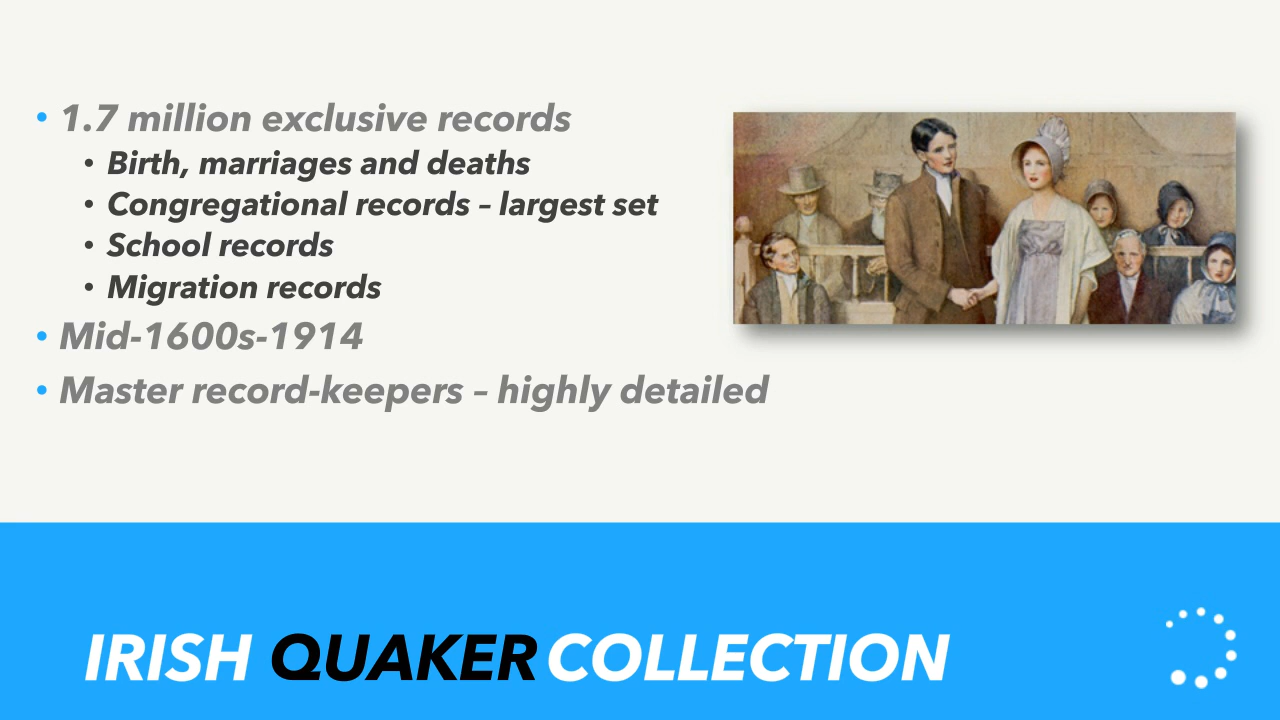 • 1.7 million exclusive records
• Birth, marriages and deaths
• Congregational records – largest set
• School records
• Migration records
• Mid-1600s-1914
• Master record-keepers – highly detailed
IRISH QUAKER COLLECTION